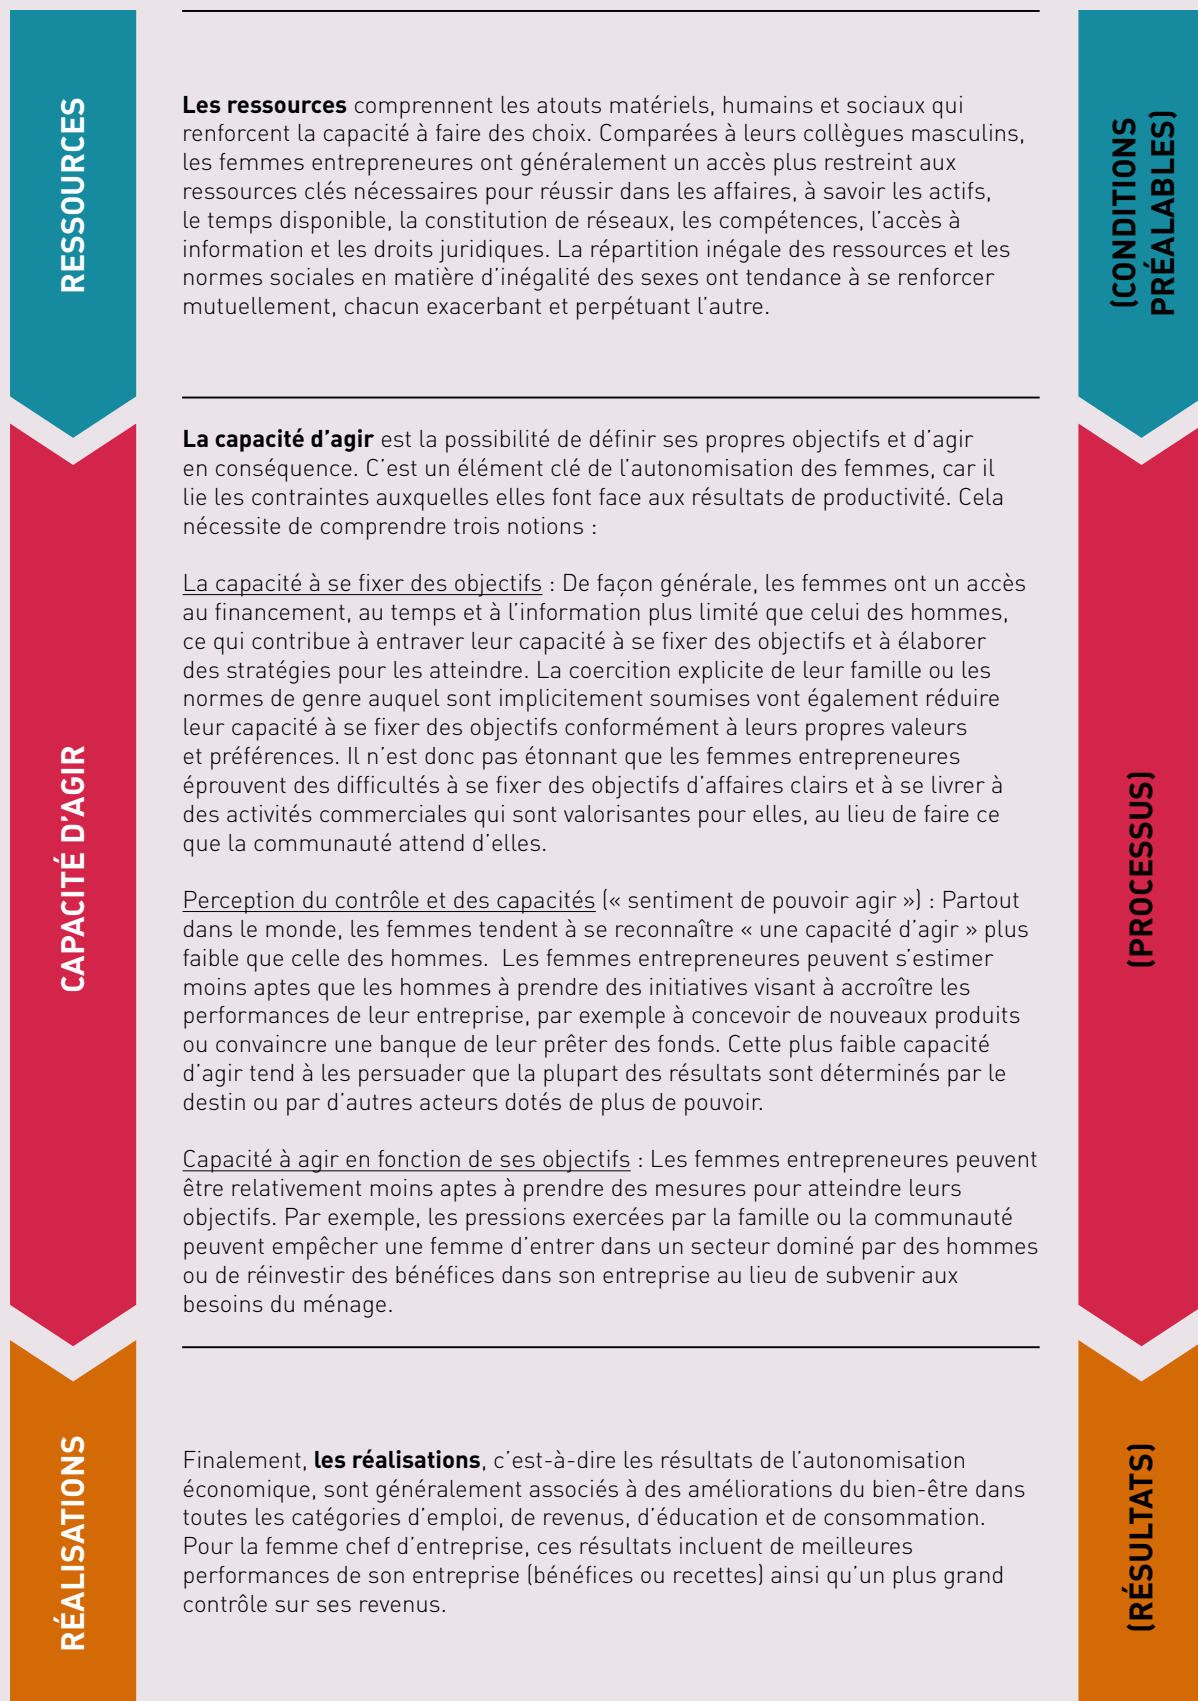 RESSOURCES
Les ressources comprennent les atouts matériels, humains et sociaux qui
renforcent la capacité à faire des choix. Comparées à leurs collègues masculins,
les femmes entrepreneures ont généralement un accès plus restreint aux
ressources clés nécessaires pour réussir dans les affaires, à savoir les actifs,
le temps disponible, la constitution de réseaux, les compétences, l’accès à
information et les droits juridiques. La répartition inégale des ressources et les
normes sociales en matière d’inégalité des sexes ont tendance à se renforcer
mutuellement, chacun exacerbant et perpétuant l’autre.
(CONDITIONS
PRÉALABLES)
CAPACITÉ D’AGIR
La capacité d’agir est la possibilité de définir ses propres objectifs et d’agir
en conséquence. C’est un élément clé de l’autonomisation des femmes, car il
lie les contraintes auxquelles elles font face aux résultats de productivité. Cela
nécessite de comprendre trois notions :
La capacité à se fixer des objectifs : De façon générale, les femmes ont un accès
au financement, au temps et à l’information plus limité que celui des hommes,
ce qui contribue à entraver leur capacité à se fixer des objectifs et à élaborer
des stratégies pour les atteindre. La coercition explicite de leur famille ou les
normes de genre auquel sont implicitement soumises vont également réduire
leur capacité à se fixer des objectifs conformément à leurs propres valeurs
et préférences. Il n’est donc pas étonnant que les femmes entrepreneures
éprouvent des difficultés à se fixer des objectifs d’affaires clairs et à se livrer à
des activités commerciales qui sont valorisantes pour elles, au lieu de faire ce
que la communauté attend d’elles.
Perception du contrôle et des capacités (« sentiment de pouvoir agir ») : Partout
dans le monde, les femmes tendent à se reconnaître « une capacité d’agir » plus
faible que celle des hommes.  Les femmes entrepreneures peuvent s’estimer
moins aptes que les hommes à prendre des initiatives visant à accroître les
performances de leur entreprise, par exemple à concevoir de nouveaux produits
ou convaincre une banque de leur prêter des fonds. Cette plus faible capacité
d’agir tend à les persuader que la plupart des résultats sont déterminés par le
destin ou par d’autres acteurs dotés de plus de pouvoir.
Capacité à agir en fonction de ses objectifs : Les femmes entrepreneures peuvent
être relativement moins aptes à prendre des mesures pour atteindre leurs
objectifs. Par exemple, les pressions exercées par la famille ou la communauté
peuvent empêcher une femme d’entrer dans un secteur dominé par des hommes
ou de réinvestir des bénéfices dans son entreprise au lieu de subvenir aux
besoins du ménage.
(PROCESSUS)
RÉALISATIONS
Finalement, les réalisations, c’est-à-dire les résultats de l’autonomisation
économique, sont généralement associés à des améliorations du bien-être dans
toutes les catégories d’emploi, de revenus, d’éducation et de consommation.
Pour la femme chef d’entreprise, ces résultats incluent de meilleures
performances de son entreprise (bénéfices ou recettes) ainsi qu’un plus grand
contrôle sur ses revenus.
(RÉSULTATS)